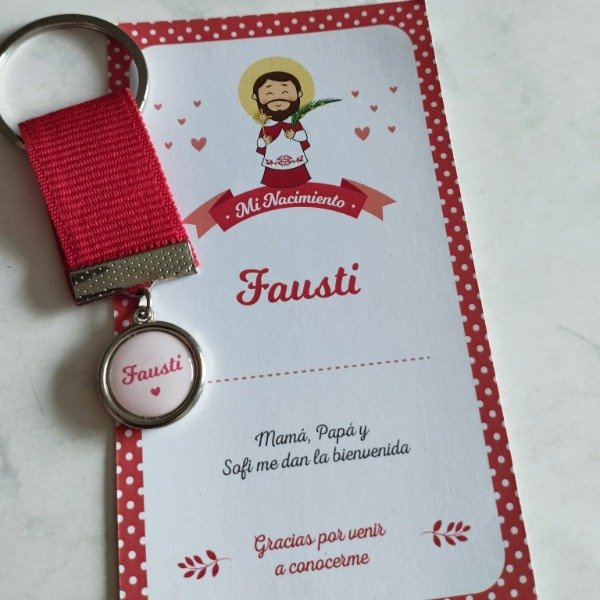 Mi Nacimiento
Fausti
Fausti
Mamá, Papá y
Sofi me dan la bienvenida
Gracias por venir
a conocerme